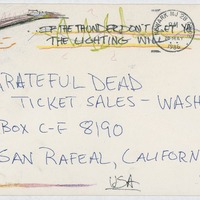 ...IF THE THUNDER DON'T GET YA
THE LIGHTING WILL
GRATEFUL DEAD
TICKET SALES - WASH
BOX C-F 8190
SAN RAFEAL, CALIFORN
USA